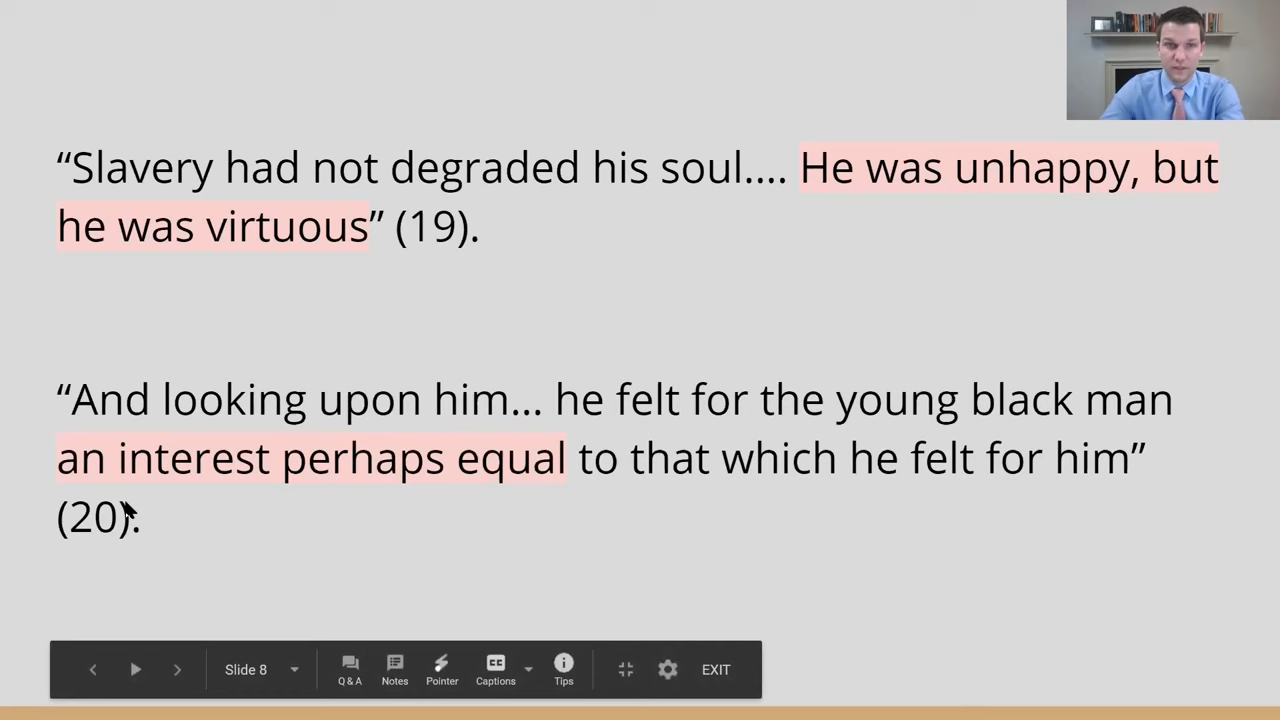 “Slavery had not degraded his soul.... He was unhappy, but
he was virtuous” (19).
“And looking upon him... he felt for the young black man
an interest perhaps equal to that which he felt for him”
(20).
Slide 8
Q & A
Notes
Pointer
CC
Captions
Tips
EXIT